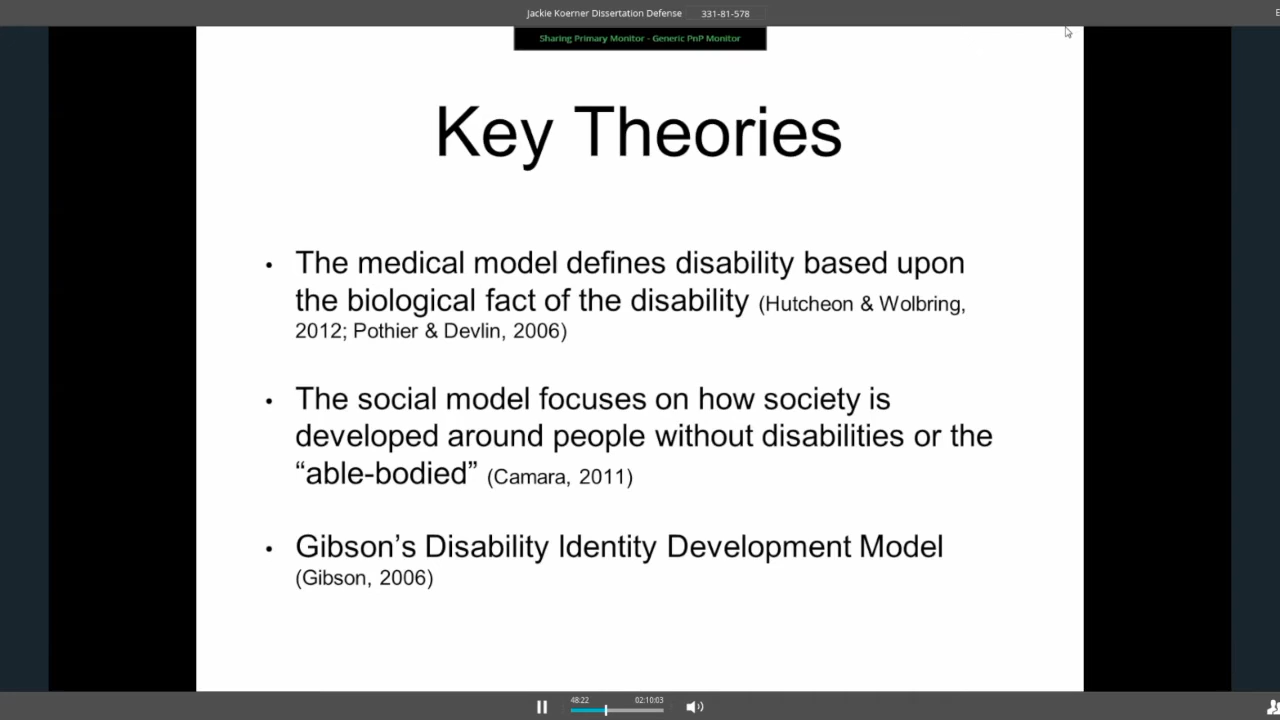 Jackie Koerner Dissertation Defense 331-81-578
E
Sharing Primary Monitor - Generic PnP Monitor
Key Theories
• The medical model defines disability based upon
the biological fact of the disability (Hutcheon & Wolbring,
2012; Pothier & Devlin, 2006)
• The social model focuses on how society is
developed around people without disabilities or the
“able-bodied” (Camara, 2011)
• Gibson’s Disability Identity Development Model
(Gibson, 2006)
48:22 02:10:03